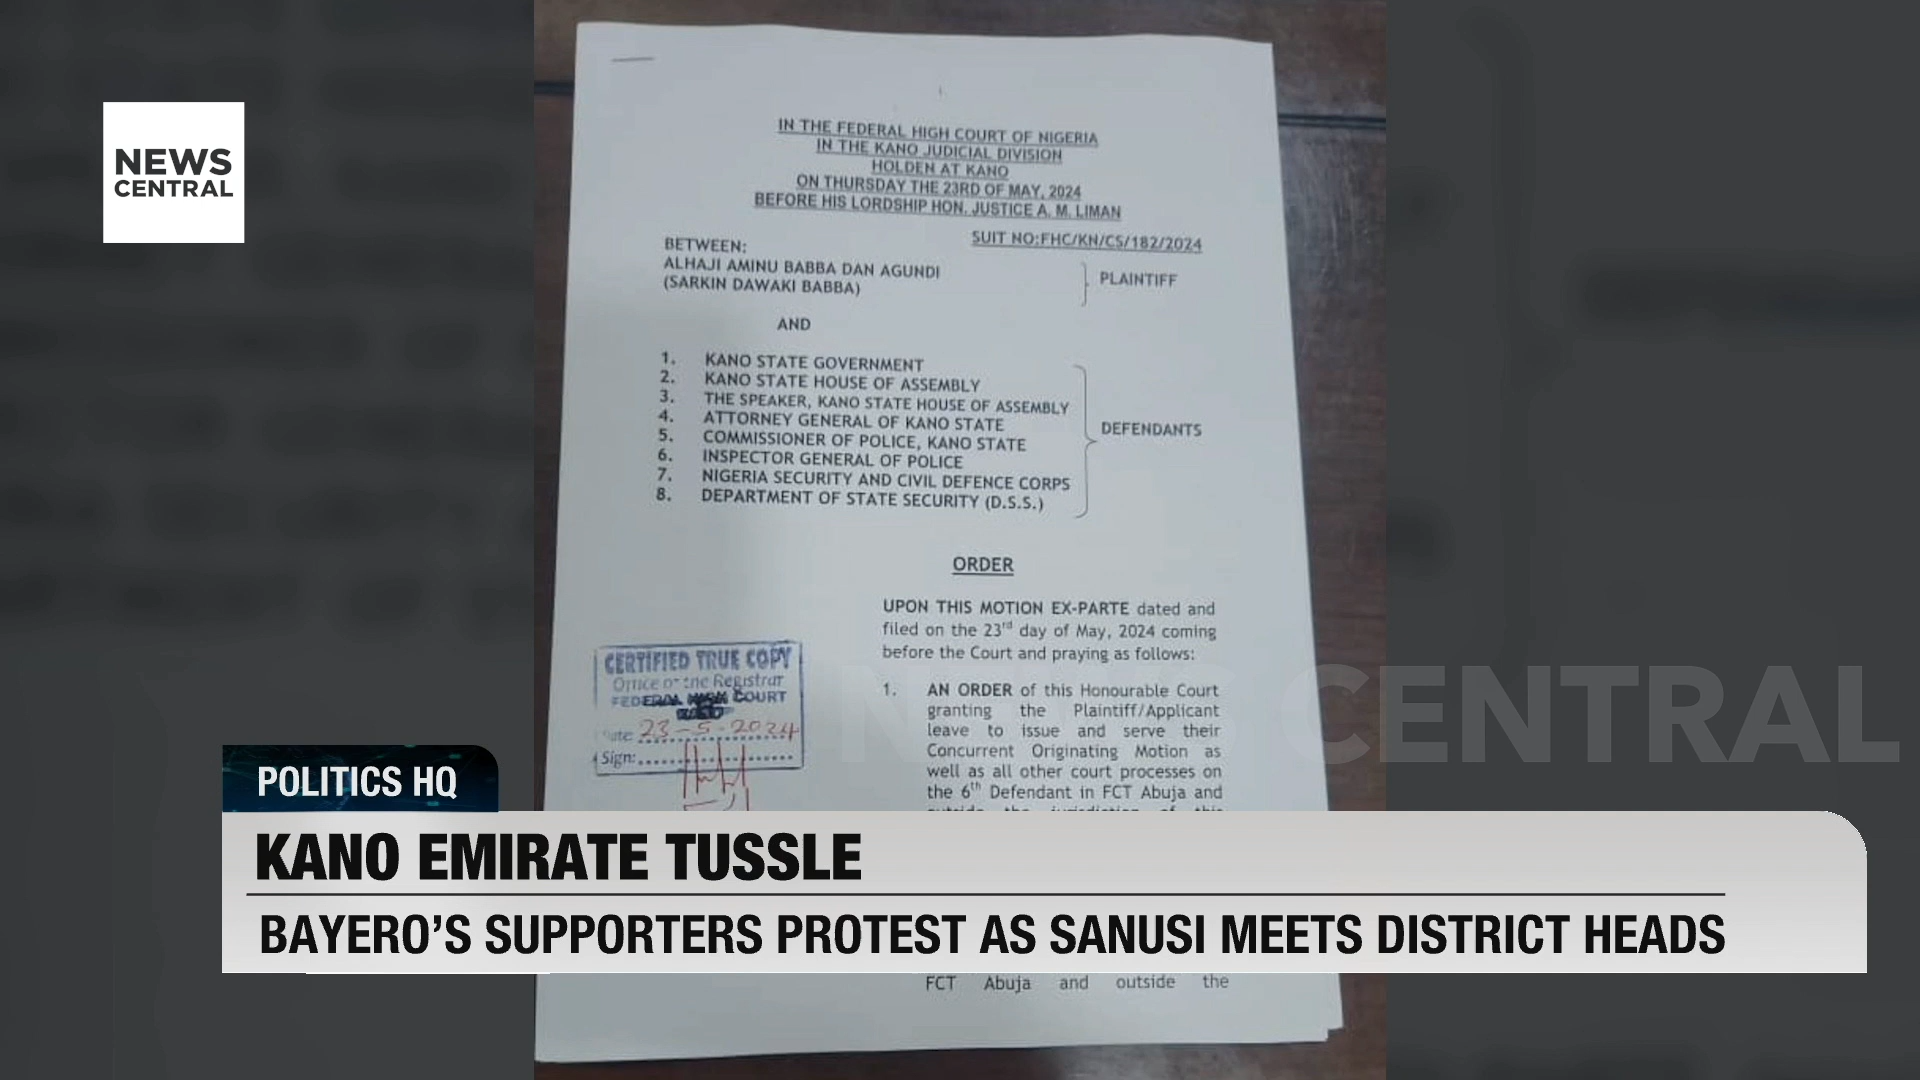 NEWS
CENTRAL
IN THE FEDERAL HIGH COURT OF NIGERIA
IN THE KANO JUDICIAL DIVISION
HOLDEN AT KANO
ON THURSDAY THE 23RD OF MAY, 2024
BEFORE HIS LORDSHIP HON. JUSTICE A. M. LIMAN
SUIT NO:FHC/KN/CS/182/2024
BETWEEN:
ALHAJI AMINU BABBA DAN AGUNDI
(SARKIN DAWAKI BABBA)
PLAINTIFF
AND
1. KANO STATE GOVERNMENT
2. KANO STATE HOUSE OF ASSEMBLY
3. THE SPEAKER, KANO STATE HOUSE OF ASSEMBLY
4. ATTORNEY GENERAL OF KANO STATE
5. COMMISSIONER OF POLICE, KANO STATE
6. INSPECTOR GENERAL OF POLICE
7. NIGERIA SECURITY AND CIVIL DEFENCE CORPS
8. DEPARTMENT OF STATE SECURITY (D.S.S.)
DEFENDANTS
ORDER
UPON THIS MOTION EX-PARTE dated and
filed on the 23rd day of May, 2024 coming
before the Court and praying as follows:
1. AN ORDER of this Honourable Court
granting the Plaintiff/Applicant
leave to issue and serve their
Concurrent Originating Motion as
well as all other court processes on
the 6th Defendant in FCT Abuja and
CERTIFIED TRUE COPY
Office of the Registrar
FEDERAL HIGH COURT
Date: 23-5-2024
Sign:
NEWS CENTRAL
POLITICS HQ
KANO EMIRATE TUSSLE
BAYERO'S SUPPORTERS PROTEST AS SANUSI MEETS DISTRICT HEADS
FCT Abuja and outside the